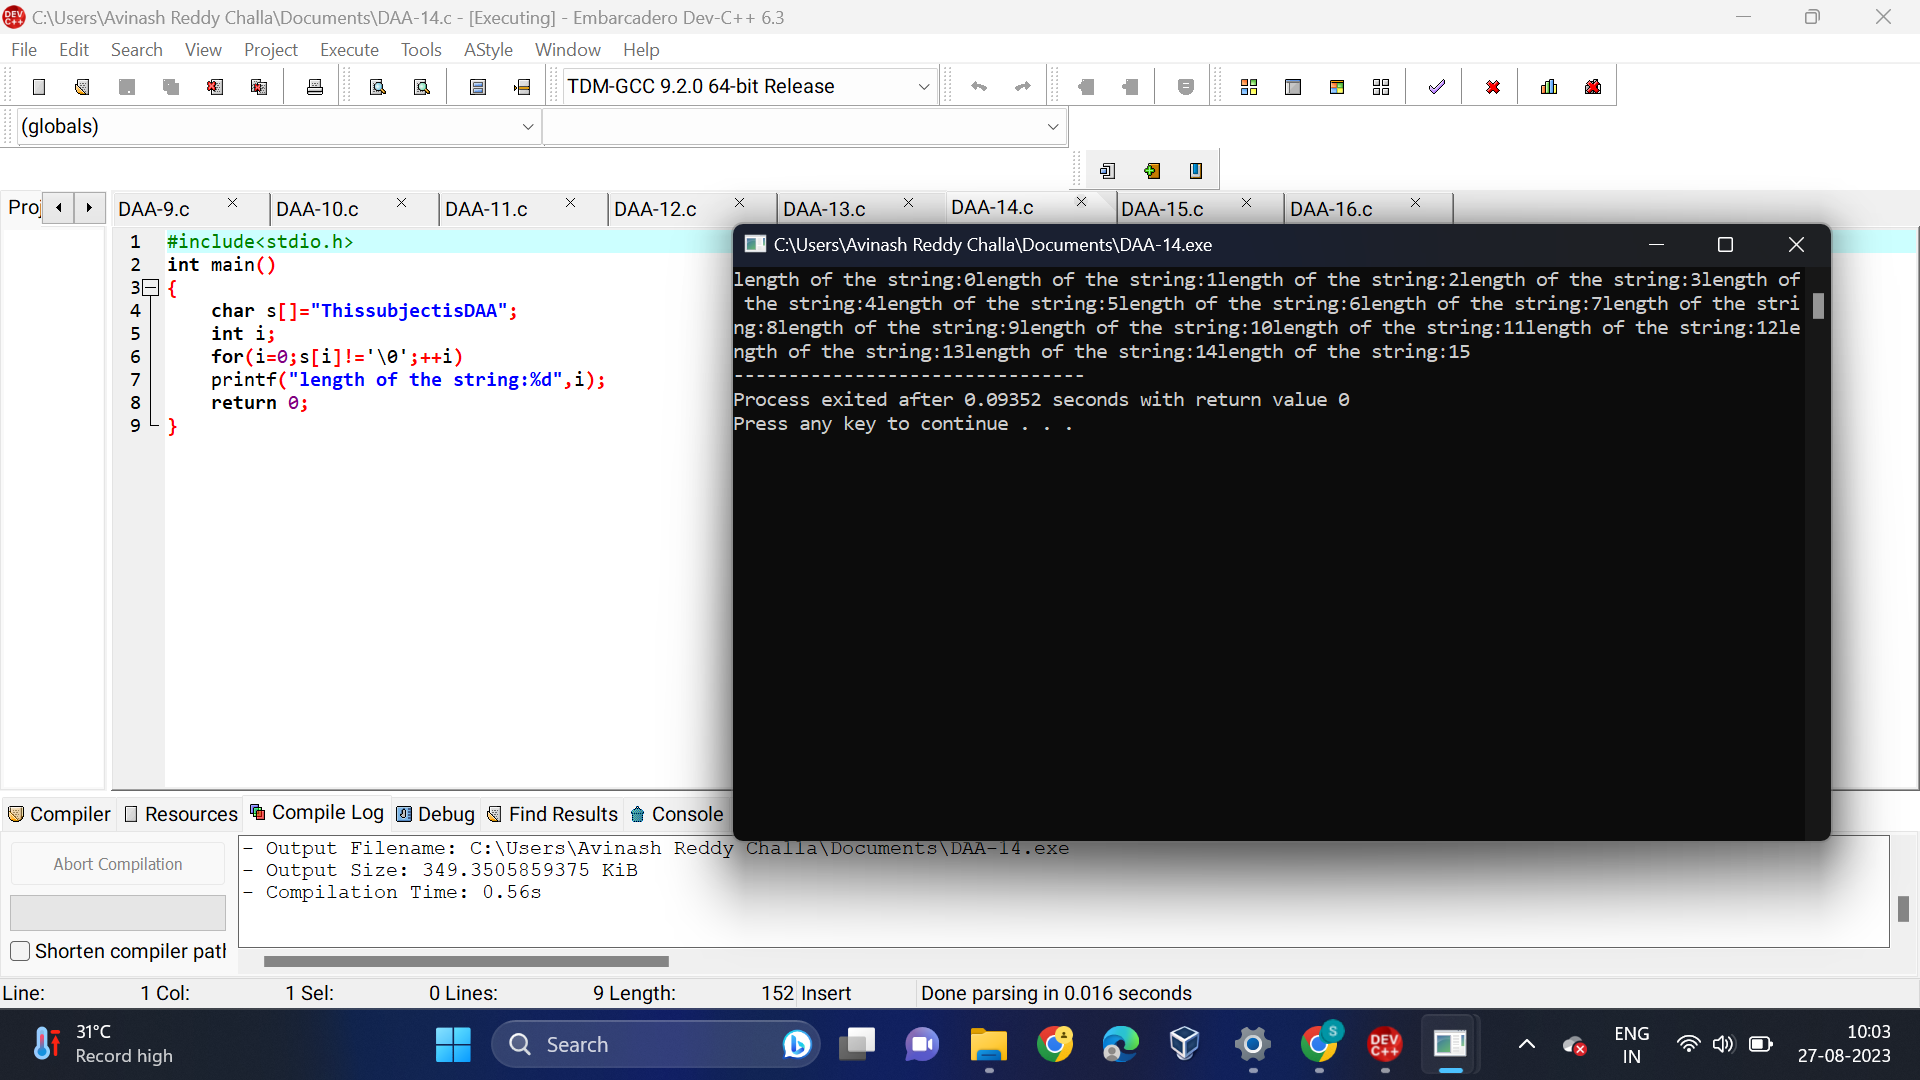 C:\Users\Avinash Reddy Challa\Documents\DAA-14.c - [Executing] - Embarcadero Dev-C++ 6.3
File Edit Search View Project Execute Tools AStyle Window Help
TDM-GCC 9.2.0 64-bit Release
(globals)
Proj DAA-9.c DAA-10.c DAA-11.c DAA-12.c DAA-13.c DAA-14.c DAA-15.c DAA-16.c
1 #include<stdio.h>
2 int main()
3 {
4 char s[]="ThissubjectisDAA";
5 int i;
6 for(i=0;s[i]!='\0';++i)
7 printf("length of the string:%d",i);
8 return 0;
9 }
C:\Users\Avinash Reddy Challa\Documents\DAA-14.exe
length of the string:0length of the string:1length of the string:2length of the string:3length of
the string:4length of the string:5length of the string:6length of the string:7length of the stri
ng:8length of the string:9length of the string:10length of the string:11length of the string:12le
ngth of the string:13length of the string:14length of the string:15
--------------------------------
Process exited after 0.09352 seconds with return value 0
Press any key to continue . . .
Compiler Resources Compile Log Debug Find Results Console
Abort Compilation
Shorten compiler path
- Output Filename: C:\Users\Avinash Reddy Challa\Documents\DAA-14.exe
- Output Size: 349.3505859375 KiB
- Compilation Time: 0.56s
Line: 1 Col: 1 Sel: 0 Lines: 9 Length: 152 Insert Done parsing in 0.016 seconds
31°C
Record high
Search
S
DEV
C++
ENG
IN
10:03
27-08-2023